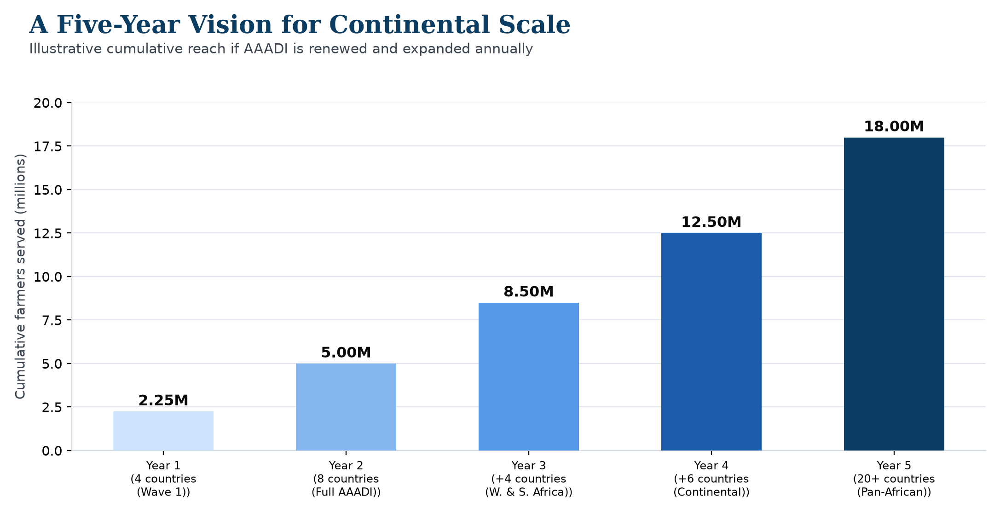 A Five-Year Vision for Continental Scale
Illustrative cumulative reach if AAADI is renewed and expanded annually
Cumulative farmers served (millions)
20.0
17.5
15.0
12.5
10.0
7.5
5.0
2.5
0.0
2.25M
5.00M
8.50M
12.50M
18.00M
Year 1
(4 countries
(Wave 1))
Year 2
(8 countries
(Full AAADI))
Year 3
(+4 countries
(W. & S. Africa))
Year 4
(+6 countries
(Continental))
Year 5
(20+ countries
(Pan-African))